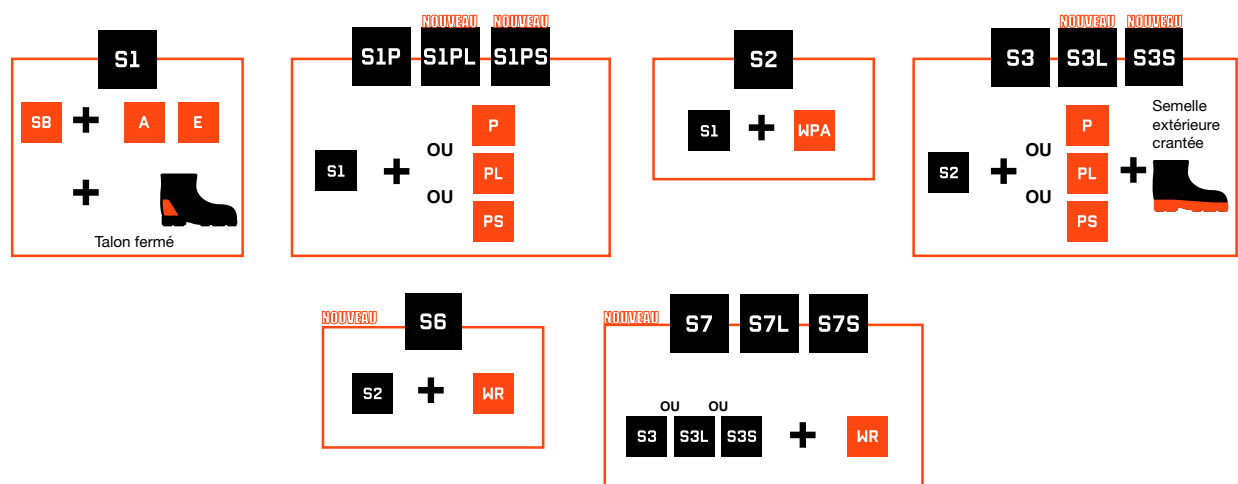 S1
SB + A E
+
Talon fermé
NOUVEAU NOUVEAU
S1P S1PL S1PS
S1 + P OU PL OU PS
S2
S1 + WPA
NOUVEAU NOUVEAU
S3 S3L S3S
S2 + P OU PL OU PS +
Semelle
extérieure
crantée
NOUVEAU
S6
S2 + WR
NOUVEAU
S7 S7L S7S
S3 OU S3L OU S3S + WR